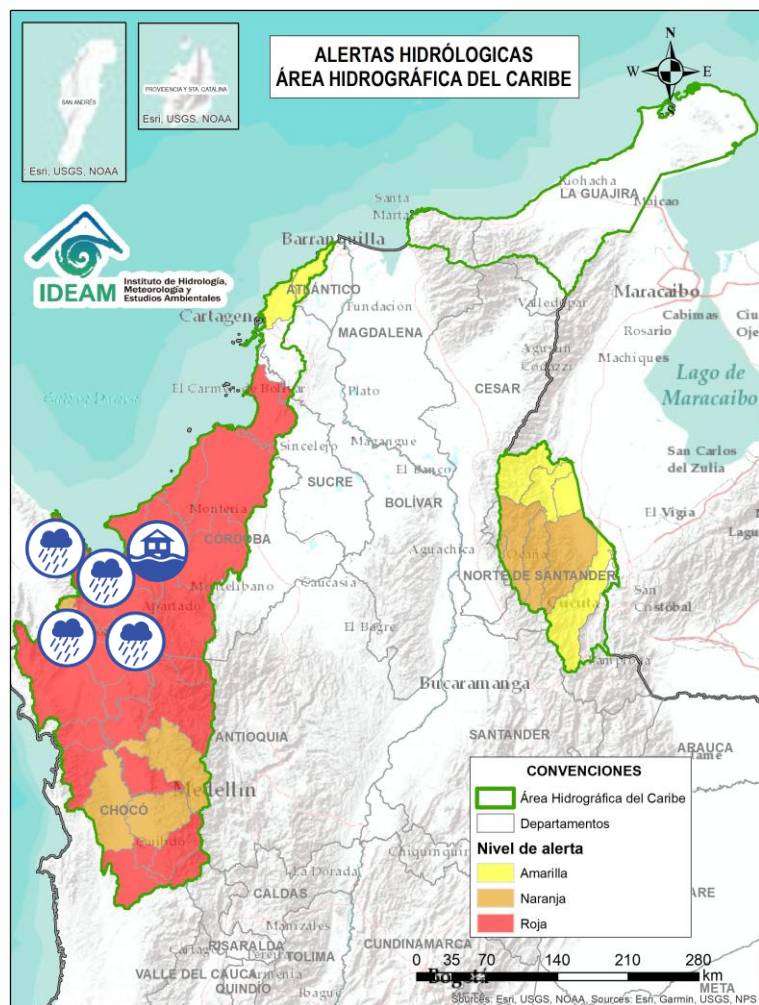 ALERTAS HIDRÓLOGICAS
ÁREA HIDROGRÁFICA DEL CARIBE
N
W
E
S
SAN ANDRÉS
PROVIDENCIA Y STA. CATALINA
Esri, USGS, NOAA
Esri, USGS, NOAA
IDEAM
Instituto de Hidrología,
Meteorología y
Estudios Ambientales
Riohacha
LA GUAJIRA
Maicao
Santa
Marta
Barranquilla
ATLÁNTICO
Cartagena
Fundación
MAGDALENA
Valledupar
Maracaibo
Cabimas
Rosario
Machiques
Agustín
Codazzi
CESAR
Lago de
Maracaibo
El Carmen de Bolívar
Plato
Sincelejo
Magangué
San Carlos
del Zulia
SUCRE
El Banco
BOLÍVAR
Montería
CÓRDOBA
El Vigía
Ocaña
Aguachica
NORTE DE SANTANDER
Montelíbano
Caucasia
Apartadó
San
Cristóbal
Cúcuta
El Bagre
Pamplona
Bucaramanga
ANTIOQUIA
SANTANDER
ARAUCA
Medellín
CHOCÓ
Quibdó
CONVENCIONES
Área Hidrográfica del Caribe
Departamentos
Nivel de alerta
Amarilla
Naranja
Roja
La Dorada
CALDAS
Manizales
RISARALDA
Pereira
TOLIMA
CUNDINAMARCA
VALLE DEL CAUCA
Armenia
QUINDÍO
Ibagué
Bogotá
META
0 35 70 140 210 280
km
Sources: Esri, USGS, NOAA, Sources: Esri, Garmin, USGS, NPS